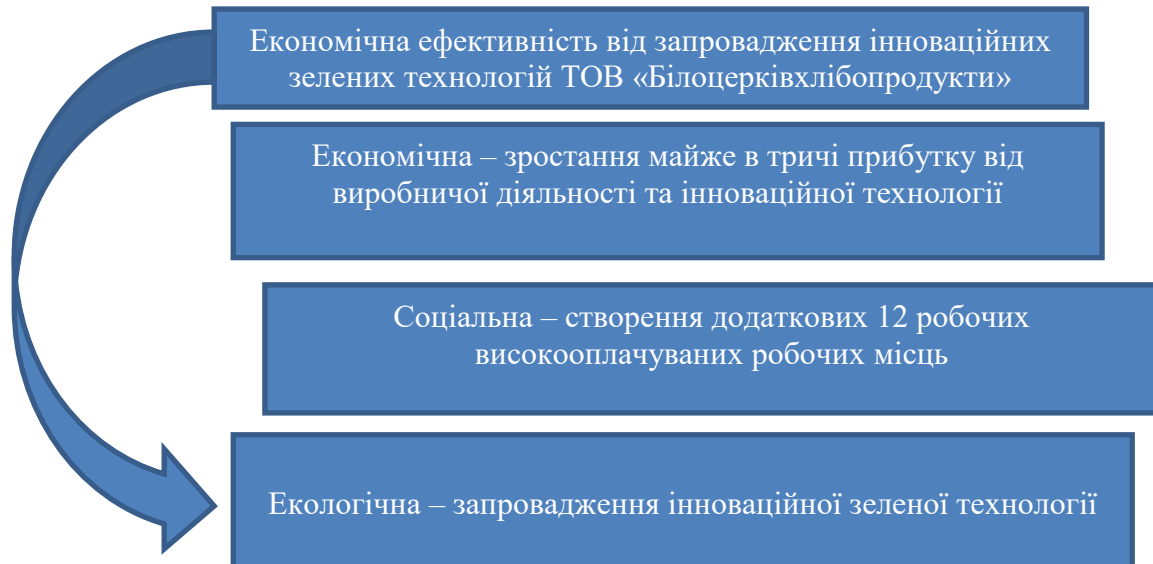 Економічна ефективність від запровадження інноваційних
зелених технологій ТОВ «Білоцерківхлібопродукти»
Економічна – зростання майже в тричі прибутку від
виробничої діяльності та інноваційної технології
Соціальна – створення додаткових 12 робочих
високооплачуваних робочих місць
Екологічна – запровадження інноваційної зеленої технології